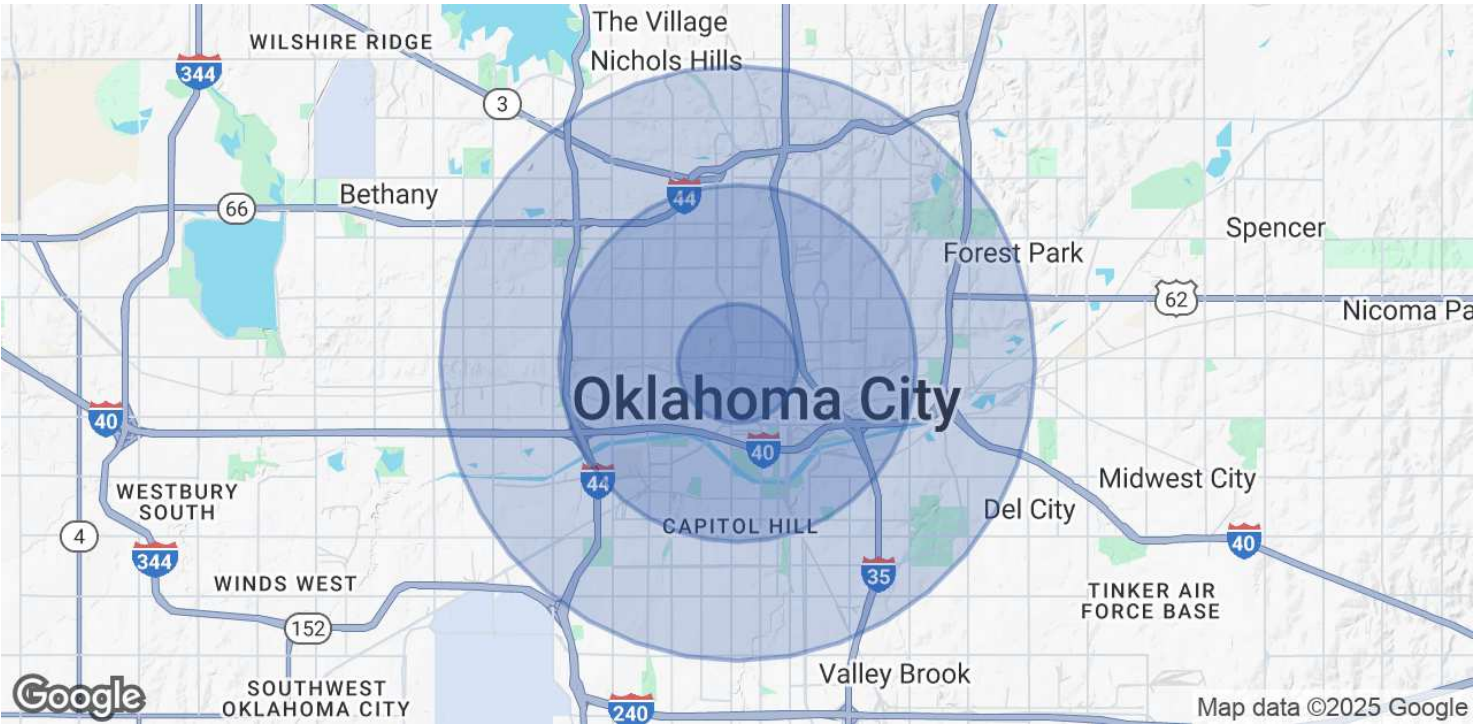 The Village
WILSHIRE RIDGE
Nichols Hills
344
3
44
Bethany
66
Spencer
Forest Park
62
Nicoma Pa
Oklahoma City
40
40
44
Midwest City
WESTBURY
SOUTH
Del City
CAPITOL HILL
4
40
344
35
WINDS WEST
TINKER AIR
FORCE BASE
152
Valley Brook
Google
SOUTHWEST
OKLAHOMA CITY
240
Map data ©2025 Google